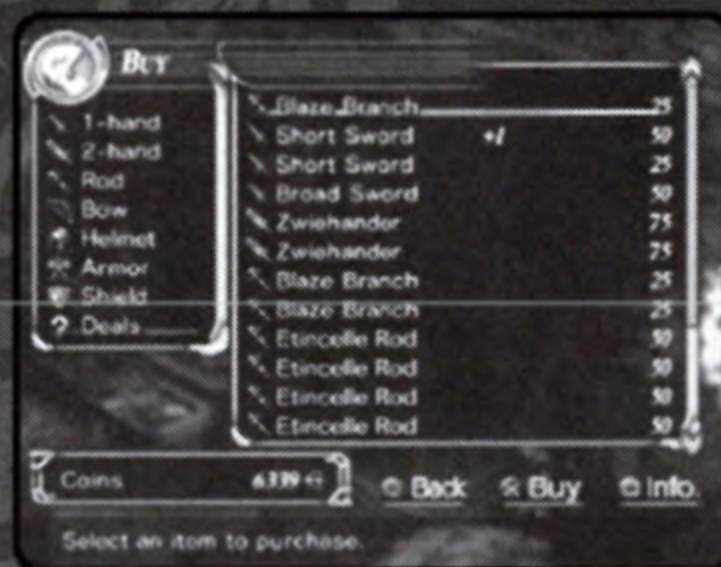 Buy
1-hand
2-hand
Rod
Bow
Helmet
Armor
Shield
? Deals
Blaze Branch 25
Short Sword +1 50
Short Sword 25
Broad Sword 50
Zwiehander 75
Zwiehander 75
Blaze Branch 25
Blaze Branch 25
Etincelle Rod 50
Etincelle Rod 50
Etincelle Rod 50
Etincelle Rod 50
Coins 6339
Back Buy Info.
Select an item to purchase.